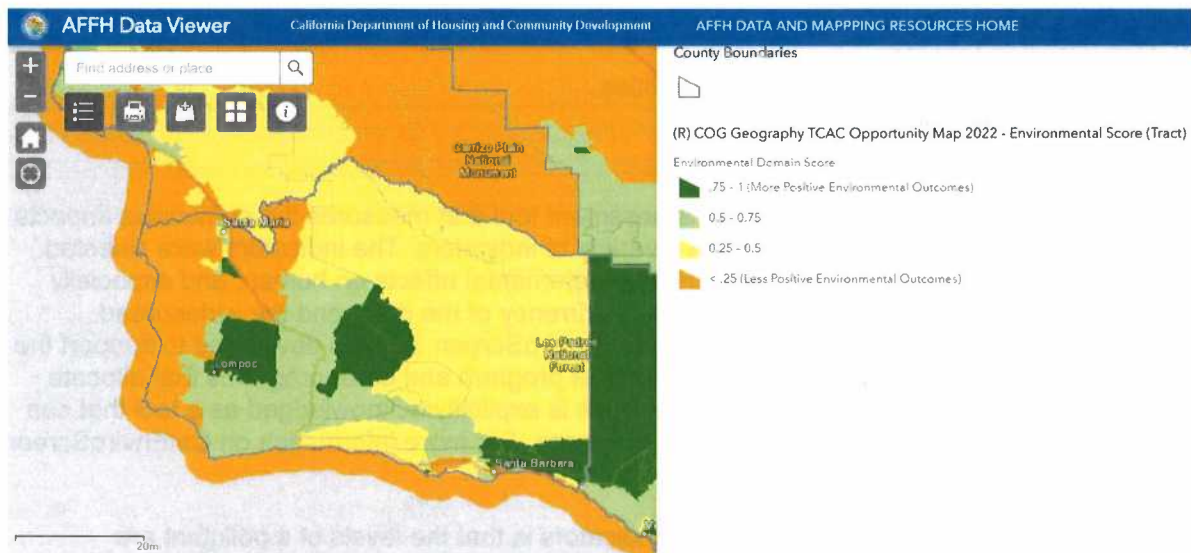 AFFH Data Viewer
California Department of Housing and Community Development
AFFH DATA AND MAPPPING RESOURCES HOME
Find address or place
County Boundaries
(R) COG Geography TCAC Opportunity Map 2022 - Environmental Score (Tract)
Environmental Domain Score
.75 - 1 (More Positive Environmental Outcomes)
0.5 - 0.75
0.25 - 0.5
< .25 (Less Positive Environmental Outcomes)
Carrizo Plain
National
Monument
Santa Maria
Los Padres
National
Forest
Lompoc
Santa Barbara
20mi